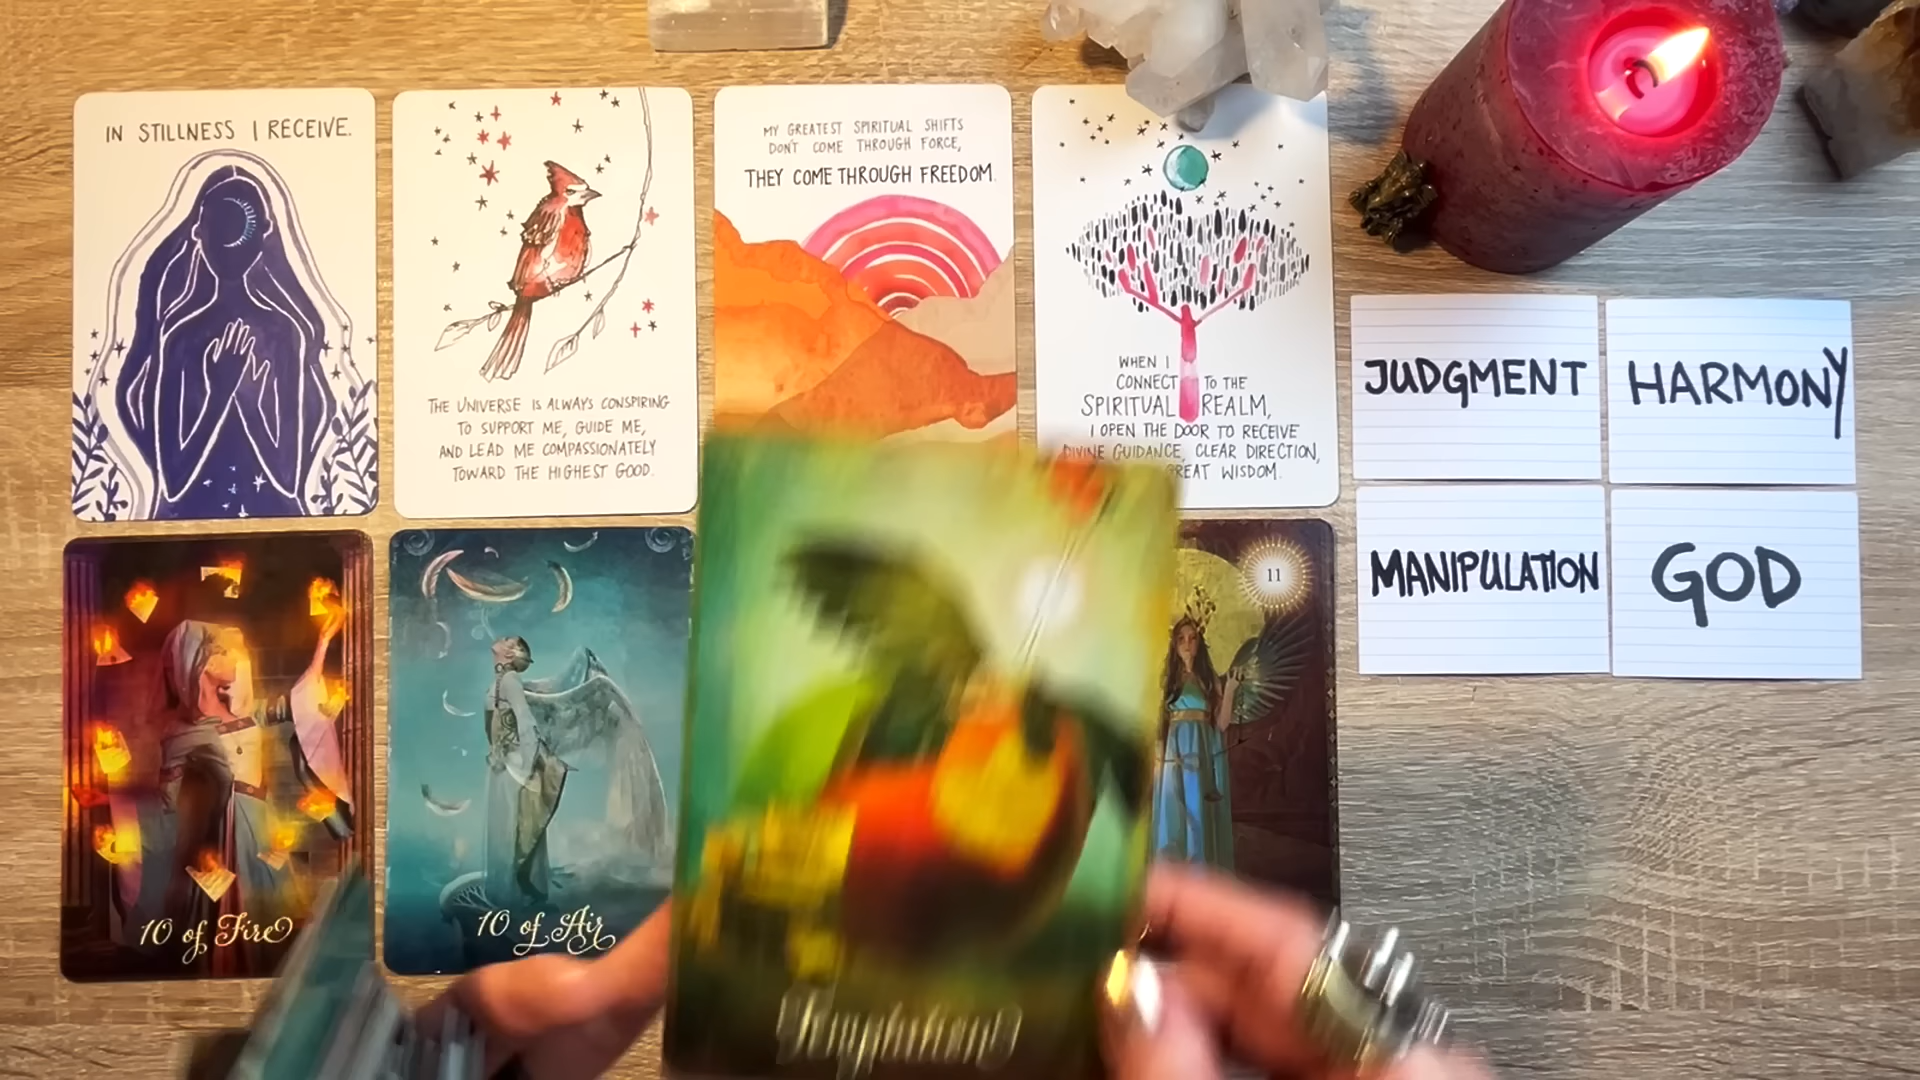 IN STILLNESS I RECEIVE.
THE UNIVERSE IS ALWAYS CONSPIRING
TO SUPPORT ME, GUIDE ME,
AND LEAD ME COMPASSIONATELY
TOWARD THE HIGHEST GOOD.
MY GREATEST SPIRITUAL SHIFTS
DON'T COME THROUGH FORCE,
THEY COME THROUGH FREEDOM.
WHEN I
CONNECT TO THE
SPIRITUAL REALM,
I OPEN THE DOOR TO RECEIVE
DIVINE GUIDANCE, CLEAR DIRECTION,
GREAT WISDOM.
JUDGMENT
HARMONY
MANIPULATION
GOD
10 of Fire
10 of Air
11